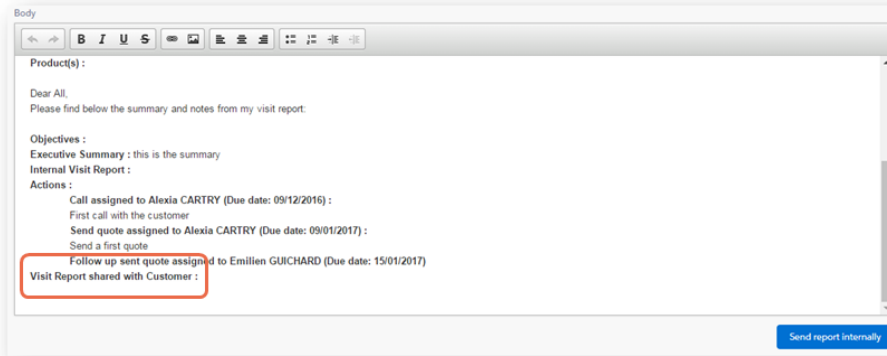 Body
B I U S
Product(s) :
Dear All,
Please find below the summary and notes from my visit report:
Objectives :
Executive Summary : this is the summary
Internal Visit Report :
Actions :
Call assigned to Alexia CARTRY (Due date: 09/12/2016) :
First call with the customer
Send quote assigned to Alexia CARTRY (Due date: 09/01/2017) :
Send a first quote
Follow up sent quote assigned to Emilien GUICHARD (Due date: 15/01/2017)
Visit Report shared with Customer :
Send report internally